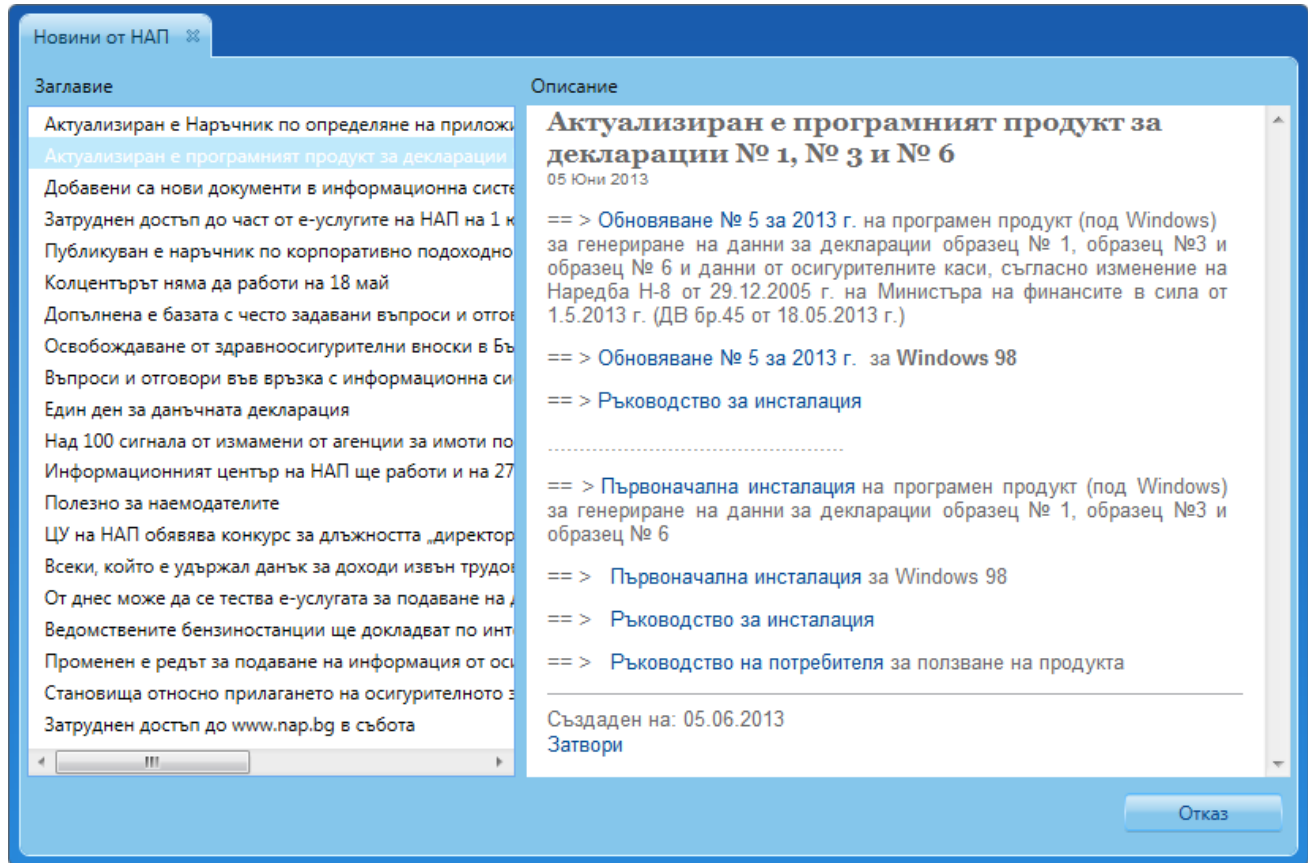 Новини от НАП
Заглавие
Актуализиран е Наръчник по определяне на прилож
Актуализиран е програмният продукт за декларации
Добавени са нови документи в информационна систе
Затруднен достъп до част от е-услугите на НАП на 1
Публикуван е наръчник по корпоративно подоходно
Колцентърът няма да работи на 18 май
Допълнена е базата с често задавани въпроси и отгов
Освобождаване от здравноосигурителни вноски в Бъ
Въпроси и отговори във връзка с информационна си
Един ден за данъчната декларация
Над 100 сигнала от измамени от агенции за имоти по
Информационният център на НАП ще работи и на 27
Полезно за наемодателите
ЦУ на НАП обявява конкурс за длъжността „директор
Всеки, който е удържал данък за доходи извън трудов
От днес може да се тества е-услугата за подаване на
Ведомствените бензиностанции ще докладват по инт
Променен е редът за подаване на информация от оси
Становища относно прилагането на осигурителното
Затруднен достъп до www.nap.bg в събота
Описание
Актуализиран е програмният продукт за
декларации № 1, № 3 и № 6
05 Юни 2013
== > Обновяване № 5 за 2013 г. на програмен продукт (под Windows)
за генериране на данни за декларации образец № 1, образец №3 и
образец № 6 и данни от осигурителните каси, съгласно изменение на
Наредба Н-8 от 29.12.2005 г. на Министъра на финансите в сила от
1.5.2013 г. (ДВ бр.45 от 18.05.2013 г.)
== > Обновяване № 5 за 2013 г. за Windows 98
== > Ръководство за инсталация
== > Първоначална инсталация на програмен продукт (под Windows)
за генериране на данни за декларации образец № 1, образец №3 и
образец № 6
== > Първоначална инсталация за Windows 98
== > Ръководство за инсталация
== > Ръководство на потребителя за ползване на продукта
Създаден на: 05.06.2013
Затвори
Отказ